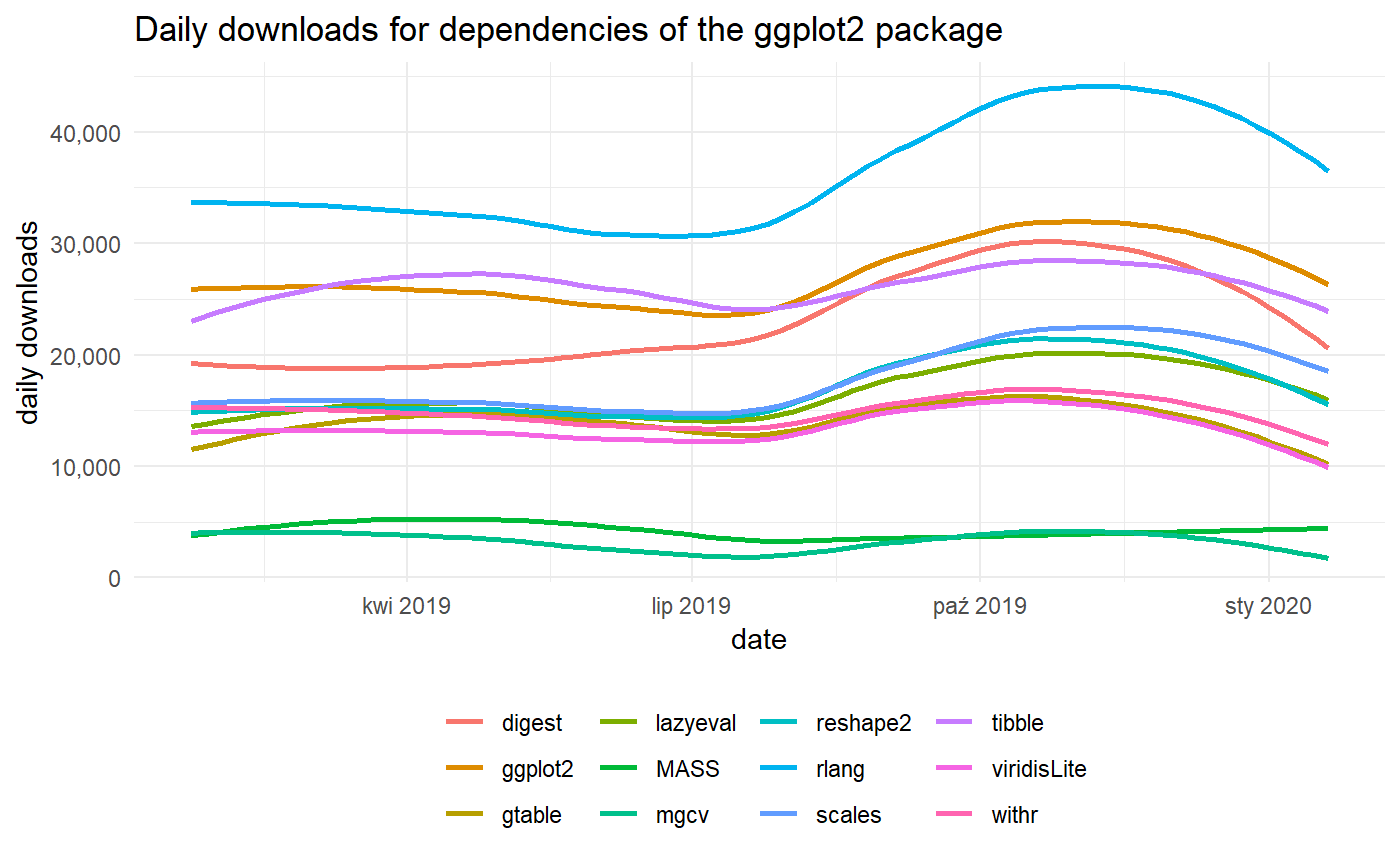 Daily downloads for dependencies of the ggplot2 package
daily downloads
40,000
30,000
20,000
10,000
0
kwi 2019 lip 2019 paź 2019 sty 2020
date
digest lazyeval reshape2 tibble
ggplot2 MASS rlang viridisLite
gtable mgcv scales withr